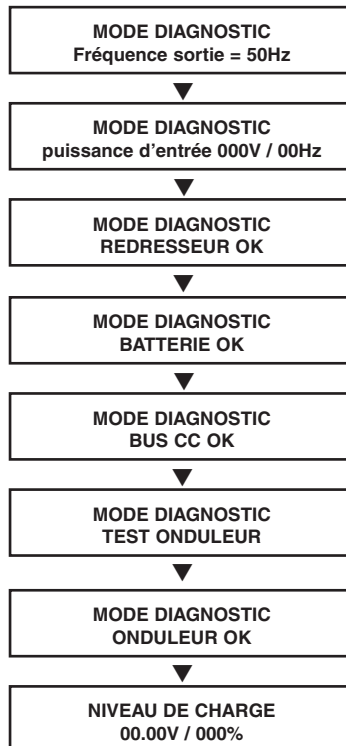 MODE DIAGNOSTIC
Fréquence sortie = 50Hz
MODE DIAGNOSTIC
puissance d'entrée 000V / 00Hz
MODE DIAGNOSTIC
REDRESSEUR OK
MODE DIAGNOSTIC
BATTERIE OK
MODE DIAGNOSTIC
BUS CC OK
MODE DIAGNOSTIC
TEST ONDULEUR
MODE DIAGNOSTIC
ONDULEUR OK
NIVEAU DE CHARGE
00.00V / 000%